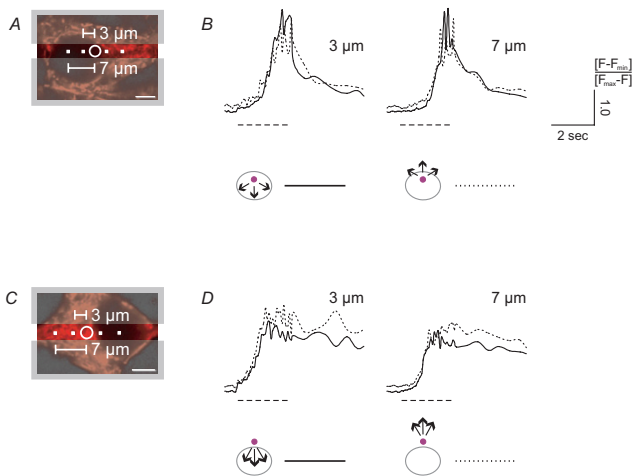 A
3 µm
7 µm
B
3 µm
7 µm
[F-Fmin]
[Fmax-F]
1.0
2 sec
C
3 µm
7 µm
D
3 µm
7 µm